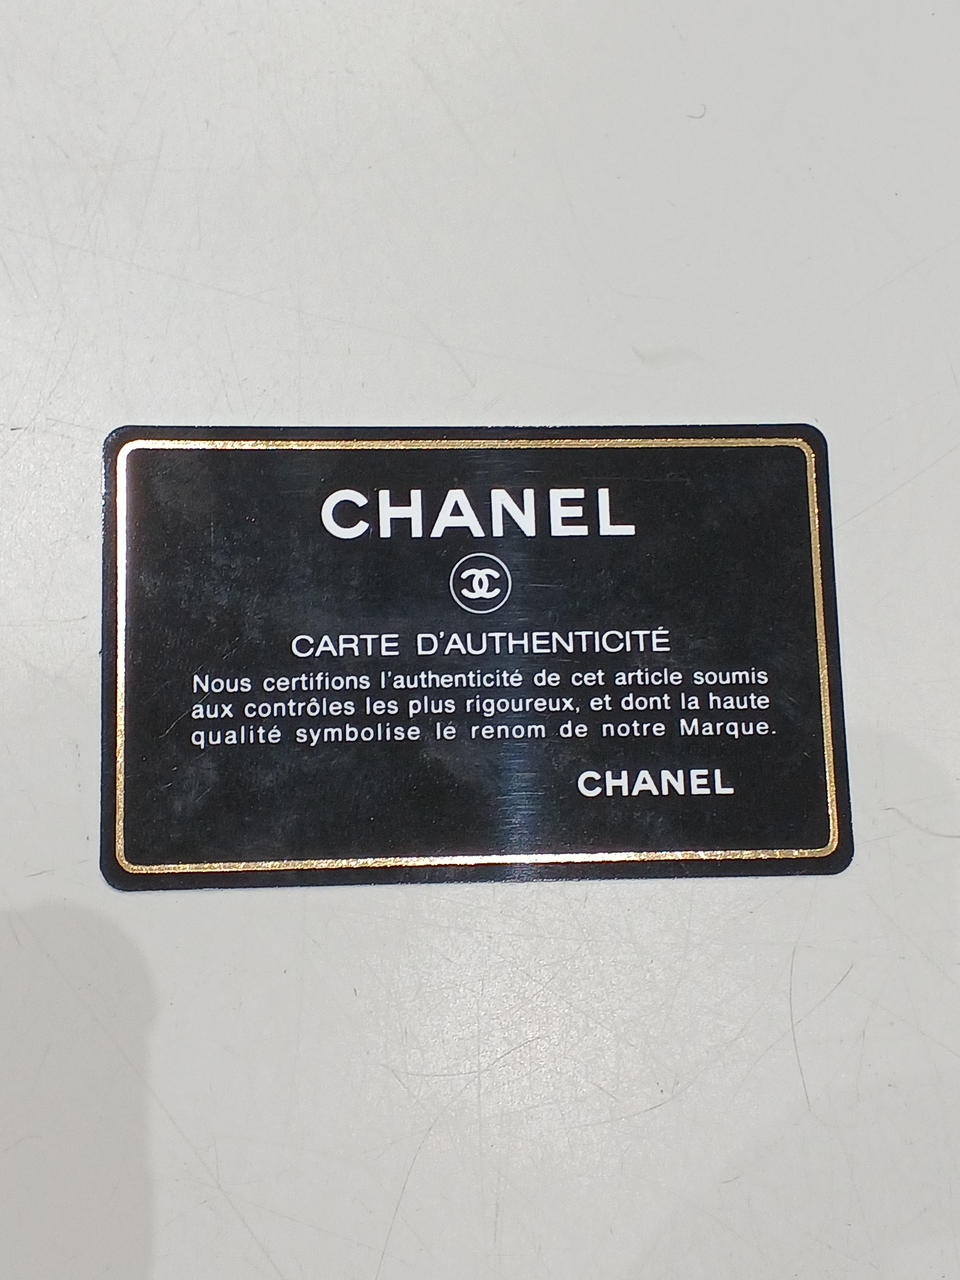 CHANEL
CARTE D'AUTHENTICITÉ
Nous certifions l'authenticité de cet article soumis
aux contrôles les plus rigoureux, et dont la haute
qualité symbolise le renom de notre Marque.
CHANEL